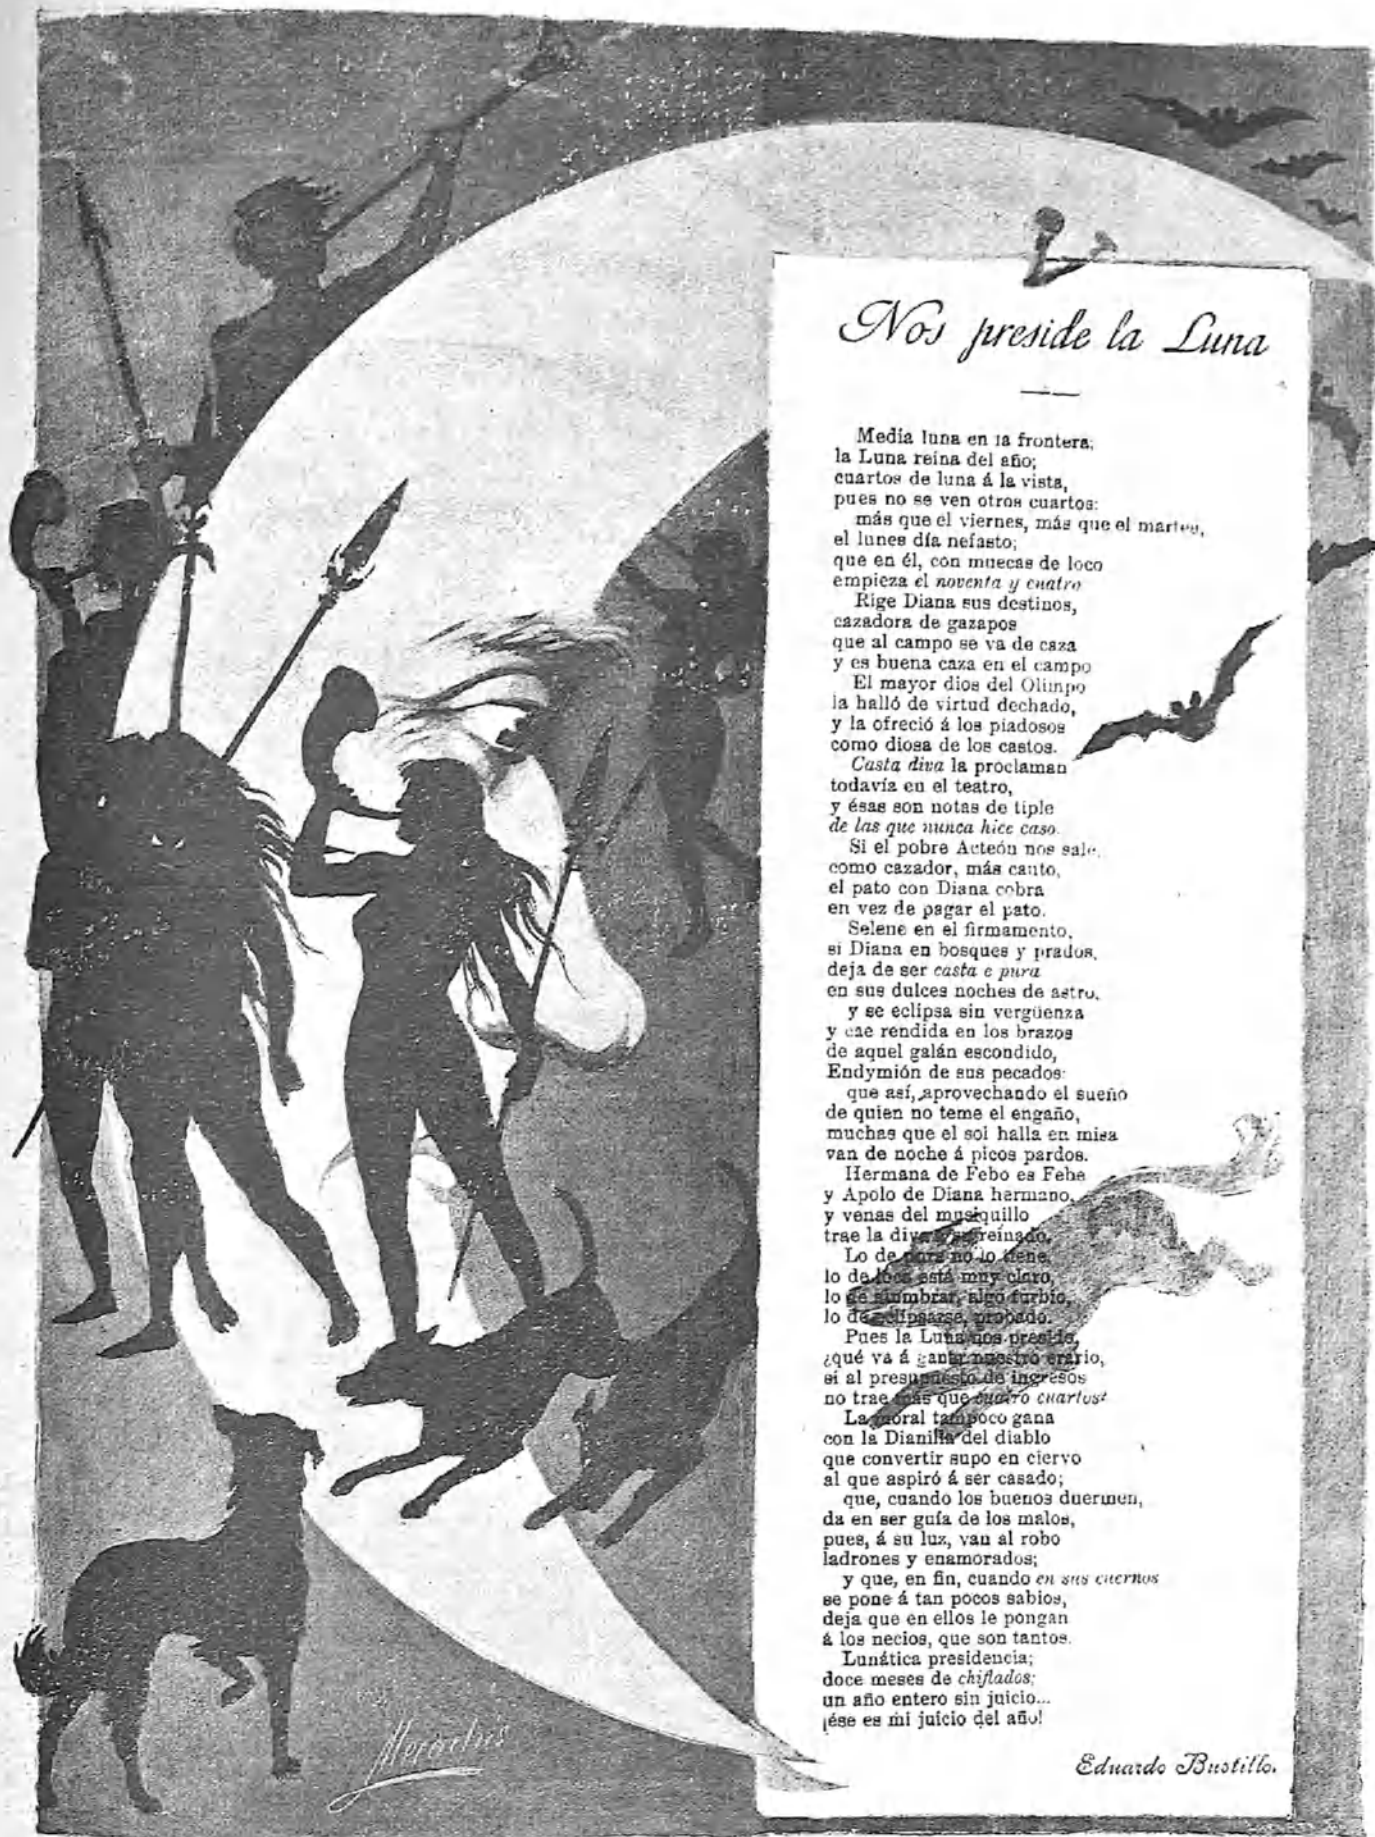 Nos preside la Luna
Media luna en la frontera;
la Luna reina del año;
cuartos de luna á la vista,
pues no se ven otros cuartos:
más que el viernes, más que el martes,
el lunes día nefasto;
que en él, con muecas de loco
empieza el noventa y cuatro
Rige Diana sus destinos,
cazadora de gazapos
que al campo se va de caza
y es buena caza en el campo
El mayor dios del Olimpo
la halló de virtud dechado,
y la ofreció á los piadosos
como diosa de los castos.
Casta diva la proclaman
todavía en el teatro,
y ésas son notas de tiple
de las que nunca hice caso.
Si el pobre Acteón nos sale,
como cazador, más cauto,
el pato con Diana cobra
en vez de pagar el pato.
Selene en el firmamento,
si Diana en bosques y prados,
deja de ser casta e pura
en sus dulces noches de astro,
y se eclipsa sin vergüenza
y cae rendida en los brazos
de aquel galán escondido,
Endymión de sus pecados:
que así, aprovechando el sueño
de quien no teme el engaño,
muchas que el sol halla en misa
van de noche á picos pardos.
Hermana de Febo es Febe
y Apolo de Diana hermano,
y venas del musiquillo
trae la diva reinado.
Lo de pura no lo tiene,
lo de loca está muy claro,
lo de alumbrar, algo turbio,
lo de eclipsarse, probado.
Pues la Luna nos preside,
¿qué va á ganar nuestro erario,
si al presupuesto de ingresos
no trae más que cuatro cuartos?
La moral tampoco gana
con la Dianilla del diablo
que convertir supo en ciervo
al que aspiró á ser casado;
que, cuando los buenos duermen,
da en ser guía de los malos,
pues, á su luz, van al robo
ladrones y enamorados;
y que, en fin, cuando en sus cuernos
se pone á tan pocos sabios,
deja que en ellos le pongan
á los necios, que son tantos.
Lunática presidencia;
doce meses de chiflados;
un año entero sin juicio...
¡ése es mi juicio del año!
Eduardo Bustillo.